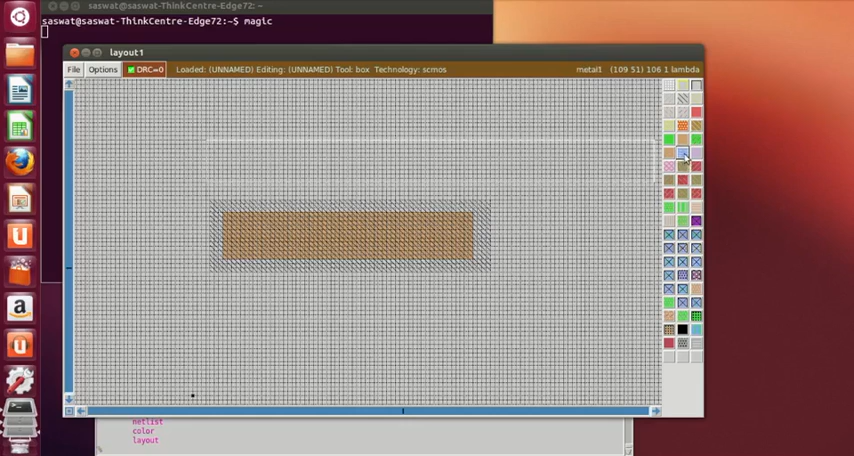 saswat@saswat-ThinkCentre-Edge72: ~
saswat@saswat-ThinkCentre-Edge72:~$ magic
layout1
File Options DRC=0 Loaded: (UNNAMED) Editing: (UNNAMED) Tool: box Technology: scmos metal1 (109 51) 106 1 lambda
netlist
color
layout